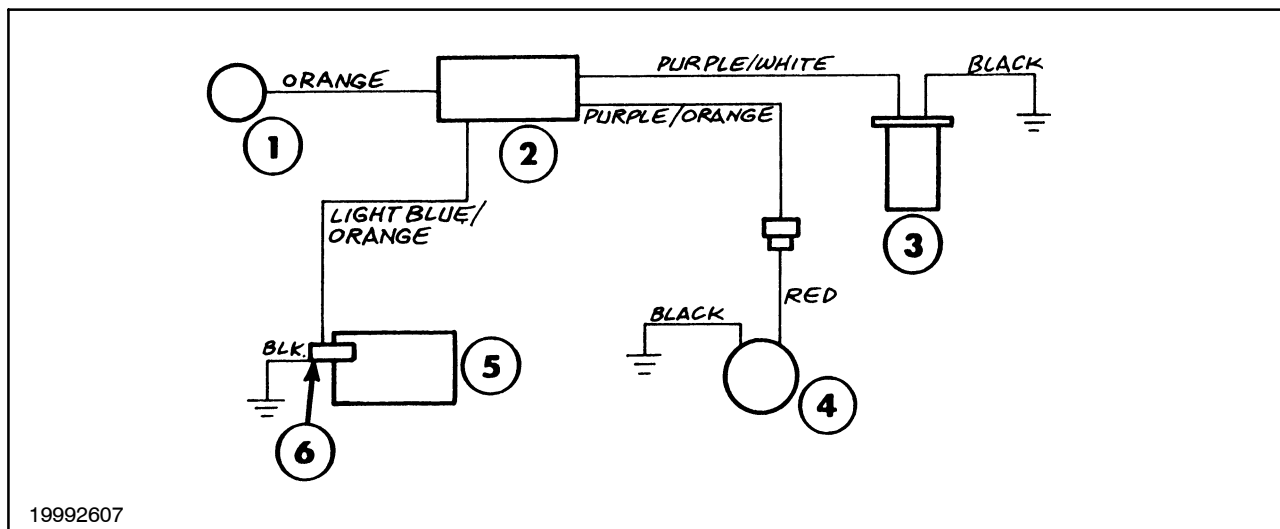 ORANGE
PURPLE/WHITE
BLACK
PURPLE/ORANGE
1
2
LIGHT BLUE/
ORANGE
3
RED
BLACK
BLK.
5
4
6
19992607